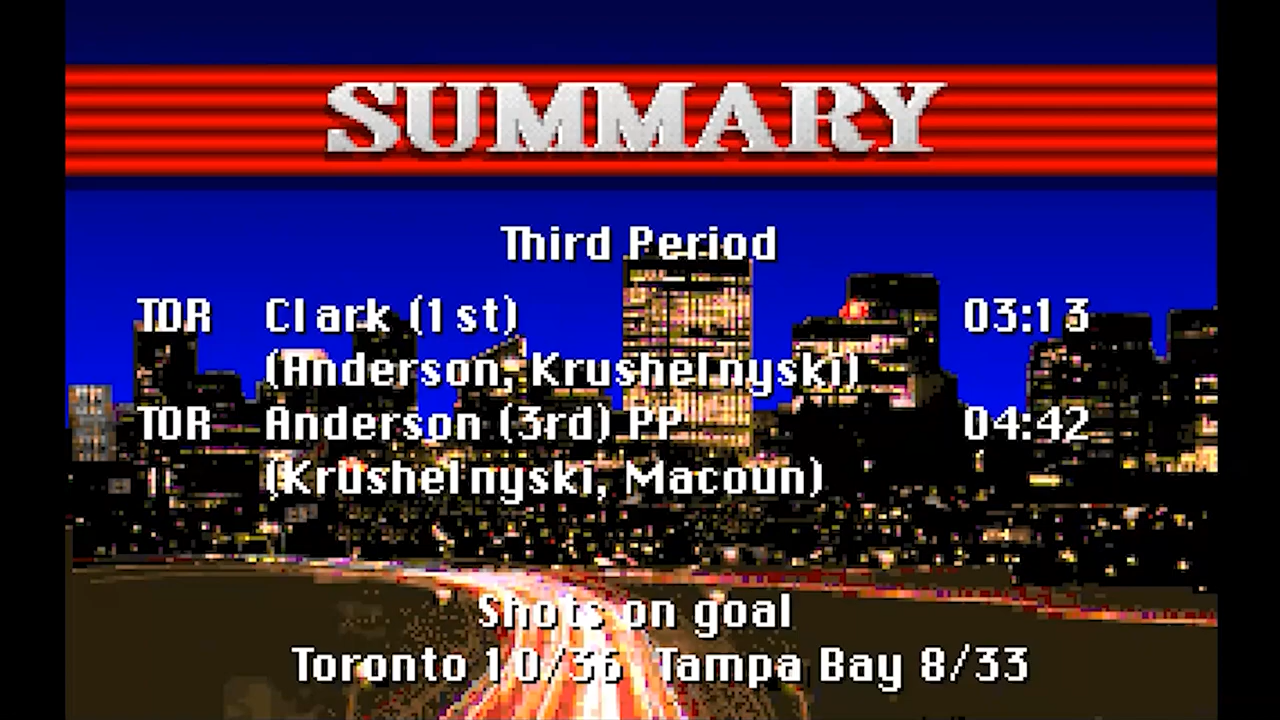 SUMMARY
Third Period
TOR Clark (1st) 03:13
(Anderson, Krushelnyski)
TOR Anderson (3rd) PP 04:42
(Krushelnyski, Macoun)
Shots on goal
Toronto 10/36 Tampa Bay 8/33